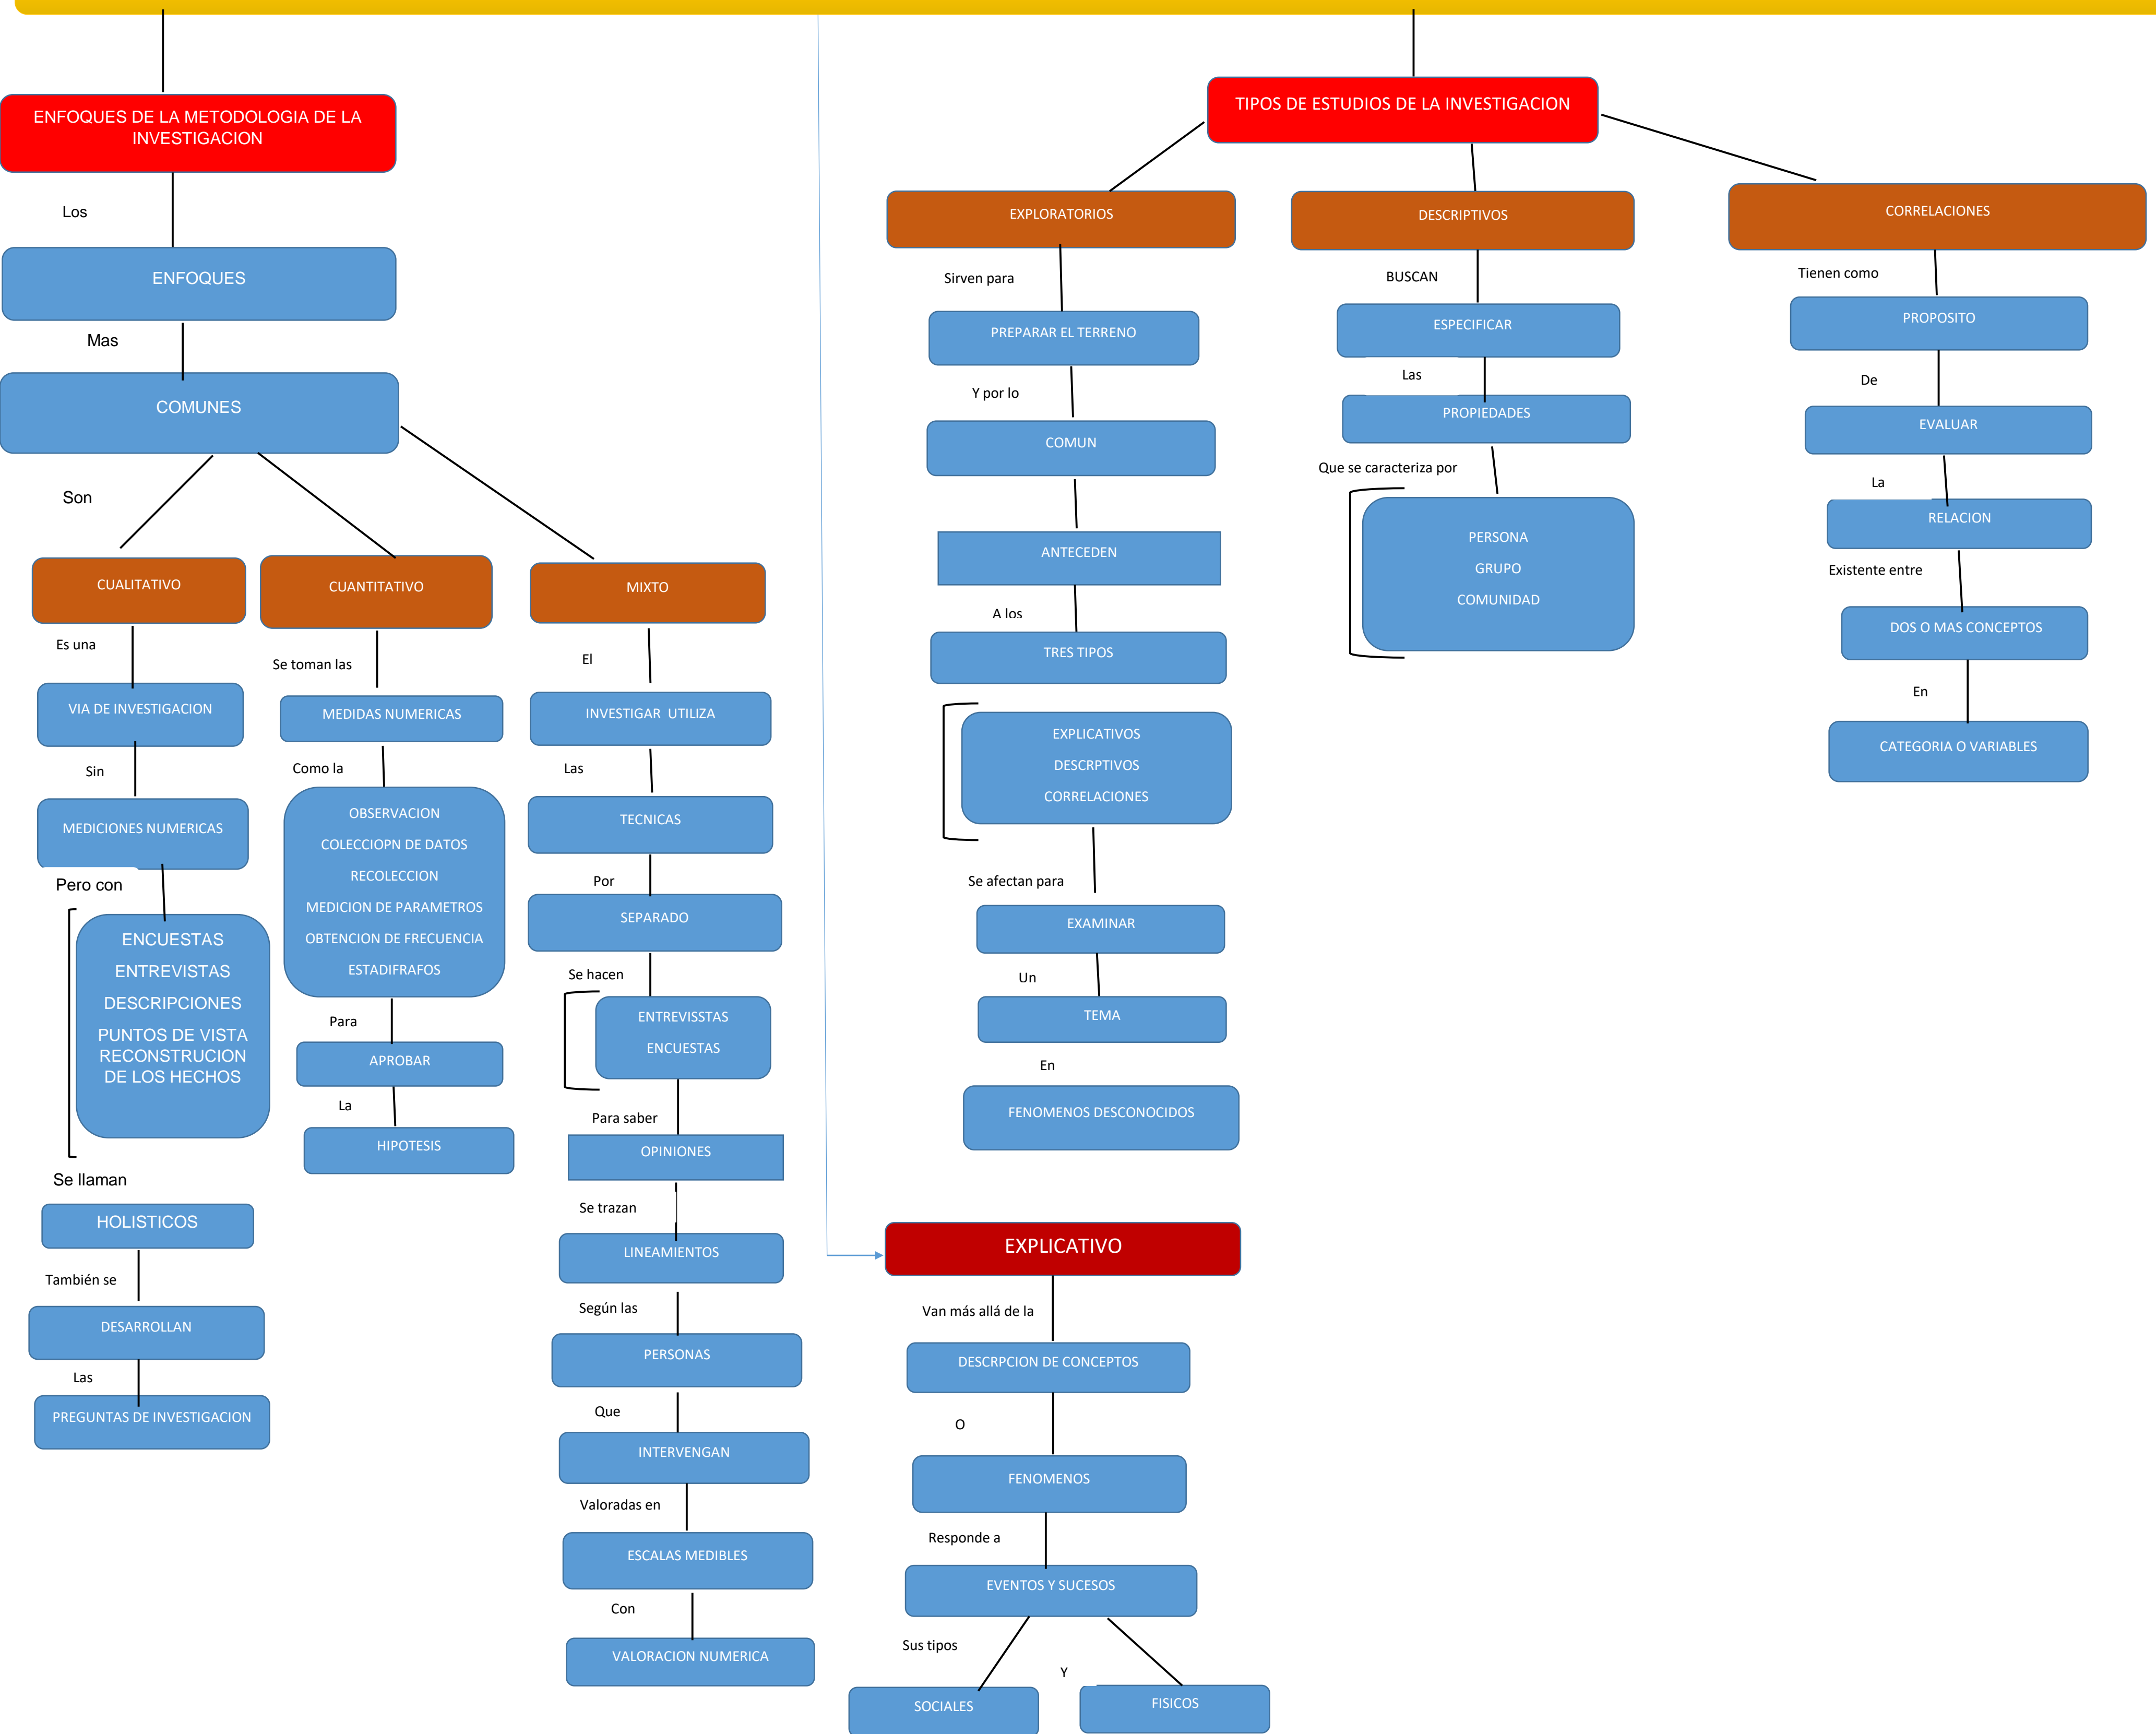 ENFOQUES DE LA METODOLOGIA DE LA
INVESTIGACION
Los
ENFOQUES
Mas
COMUNES
Son
CUALITATIVO
Es una
VIA DE INVESTIGACION
Sin
MEDICIONES NUMERICAS
Pero con
ENCUESTAS
ENTREVISTAS
DESCRIPCIONES
PUNTOS DE VISTA
RECONSTRUCION
DE LOS HECHOS
Se llaman
HOLISTICOS
También se
DESARROLLAN
Las
PREGUNTAS DE INVESTIGACION
CUANTITATIVO
Se toman las
MEDIDAS NUMERICAS
Como la
OBSERVACION
COLECCIOPN DE DATOS
RECOLECCION
MEDICION DE PARAMETROS
OBTENCION DE FRECUENCIA
ESTADIFRAFOS
Para
APROBAR
La
HIPOTESIS
MIXTO
El
INVESTIGAR UTILIZA
Las
TECNICAS
Por
SEPARADO
Se hacen
ENTREVISSTAS
ENCUESTAS
Para saber
OPINIONES
Se trazan
LINEAMIENTOS
Según las
PERSONAS
Que
INTERVENGAN
Valoradas en
ESCALAS MEDIBLES
Con
VALORACION NUMERICA
TIPOS DE ESTUDIOS DE LA INVESTIGACION
EXPLORATORIOS
Sirven para
PREPARAR EL TERRENO
Y por lo
COMUN
ANTECEDEN
A los
TRES TIPOS
EXPLICATIVOS
DESCRPTIVOS
CORRELACIONES
Se afectan para
EXAMINAR
Un
TEMA
En
FENOMENOS DESCONOCIDOS
DESCRIPTIVOS
BUSCAN
ESPECIFICAR
Las
PROPIEDADES
Que se caracteriza por
PERSONA
GRUPO
COMUNIDAD
CORRELACIONES
Tienen como
PROPOSITO
De
EVALUAR
La
RELACION
Existente entre
DOS O MAS CONCEPTOS
En
CATEGORIA O VARIABLES
EXPLICATIVO
Van más allá de la
DESCRPCION DE CONCEPTOS
O
FENOMENOS
Responde a
EVENTOS Y SUCESOS
Sus tipos
SOCIALES
Y
FISICOS